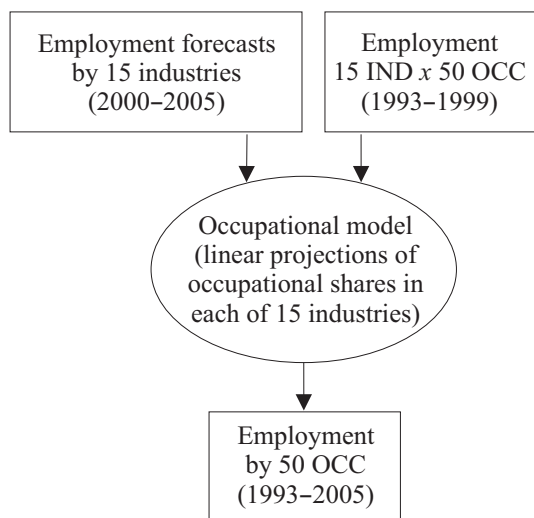 Employment forecasts
by 15 industries
(2000–2005)
Employment
15 IND x 50 OCC
(1993–1999)
Occupational model
(linear projections of
occupational shares in
each of 15 industries)
Employment
by 50 OCC
(1993–2005)